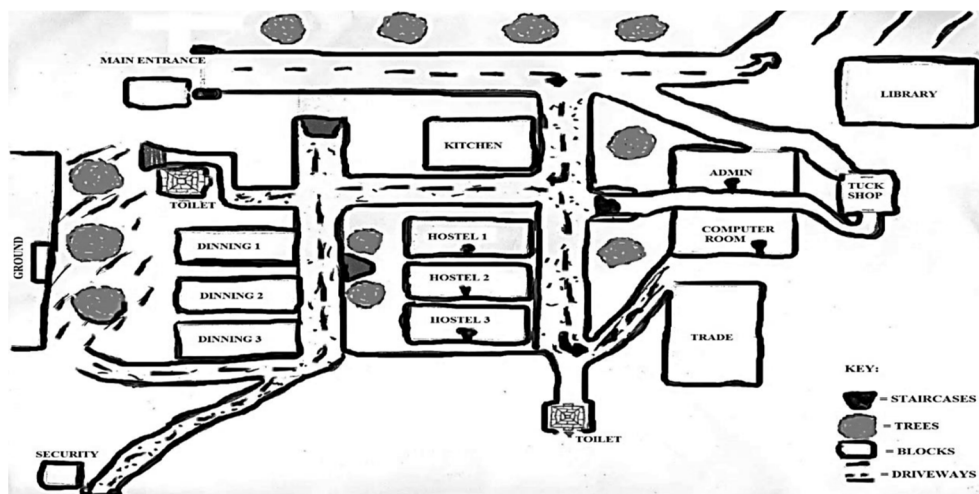 MAIN ENTRANCE
LIBRARY
KITCHEN
ADMIN
TUCK
SHOP
TOILET
GROUND
DINNING 1
HOSTEL 1
COMPUTER
ROOM
DINNING 2
HOSTEL 2
DINNING 3
HOSTEL 3
TRADE
KEY:
= STAIRCASES
= TREES
TOILET
= BLOCKS
SECURITY
= DRIVEWAYS